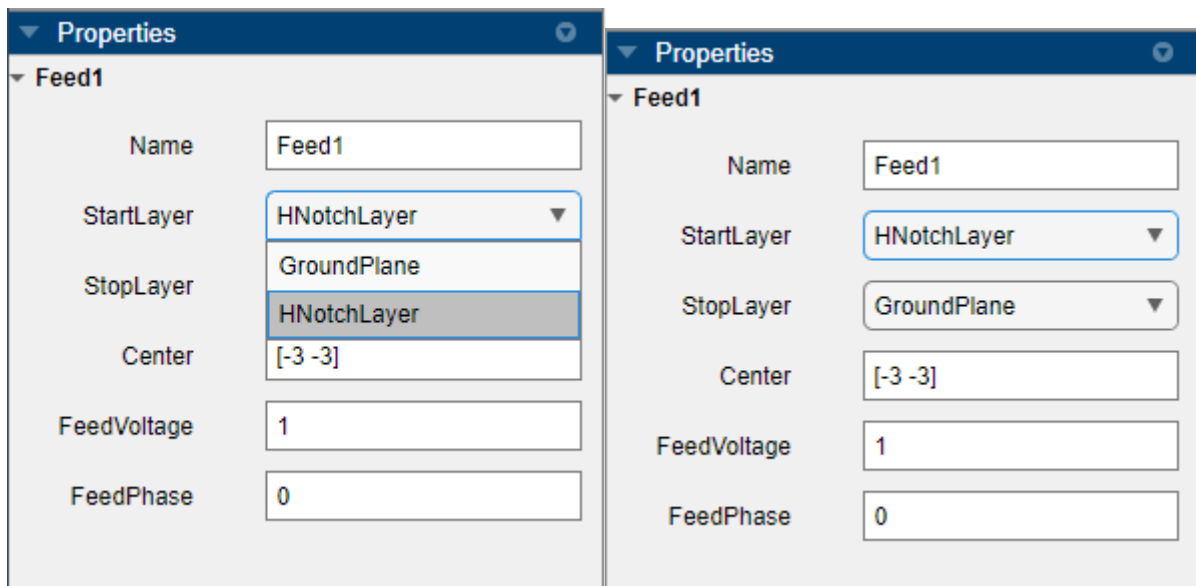 Properties
Feed1
Name Feed1
StartLayer HNotchLayer
GroundPlane
StopLayer
HNotchLayer
Center [-3 -3]
FeedVoltage 1
FeedPhase 0
Properties
Feed1
Name Feed1
StartLayer HNotchLayer
StopLayer GroundPlane
Center [-3 -3]
FeedVoltage 1
FeedPhase 0